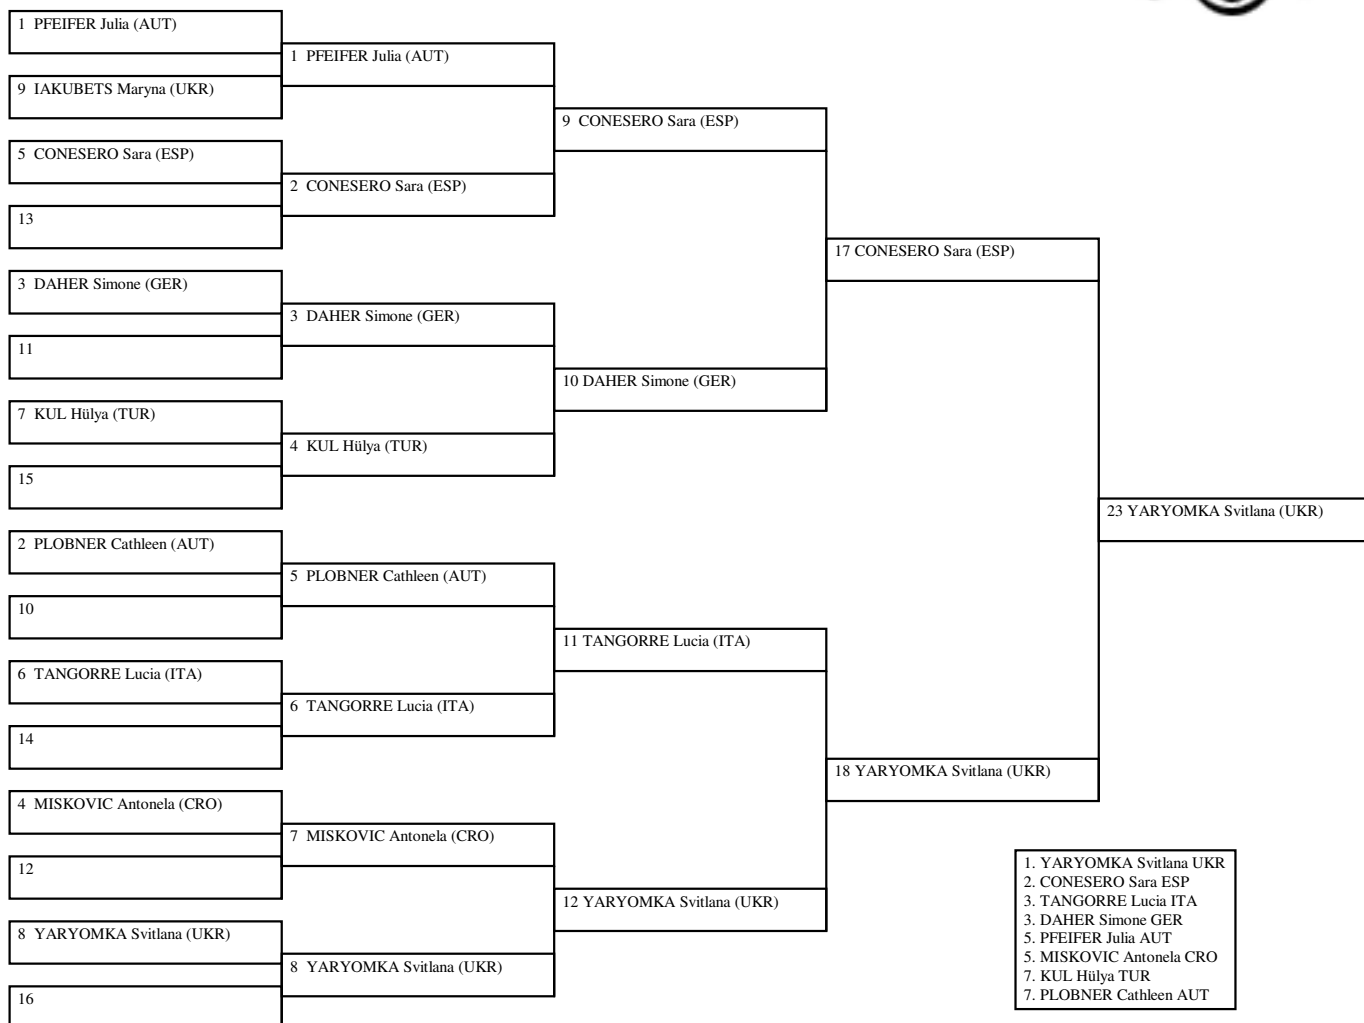 1 PFEIFER Julia (AUT)
9 IAKUBETS Maryna (UKR)
5 CONESERO Sara (ESP)
13
3 DAHER Simone (GER)
11
7 KUL Hülya (TUR)
15
2 PLOBNER Cathleen (AUT)
10
6 TANGORRE Lucia (ITA)
14
4 MISKOVIC Antonela (CRO)
12
8 YARYOMKA Svitlana (UKR)
16
1 PFEIFER Julia (AUT)
2 CONESERO Sara (ESP)
3 DAHER Simone (GER)
4 KUL Hülya (TUR)
5 PLOBNER Cathleen (AUT)
6 TANGORRE Lucia (ITA)
7 MISKOVIC Antonela (CRO)
8 YARYOMKA Svitlana (UKR)
9 CONESERO Sara (ESP)
10 DAHER Simone (GER)
11 TANGORRE Lucia (ITA)
12 YARYOMKA Svitlana (UKR)
17 CONESERO Sara (ESP)
18 YARYOMKA Svitlana (UKR)
23 YARYOMKA Svitlana (UKR)
1. YARYOMKA Svitlana UKR
2. CONESERO Sara ESP
3. TANGORRE Lucia ITA
3. DAHER Simone GER
5. PFEIFER Julia AUT
5. MISKOVIC Antonela CRO
7. KUL Hülya TUR
7. PLOBNER Cathleen AUT